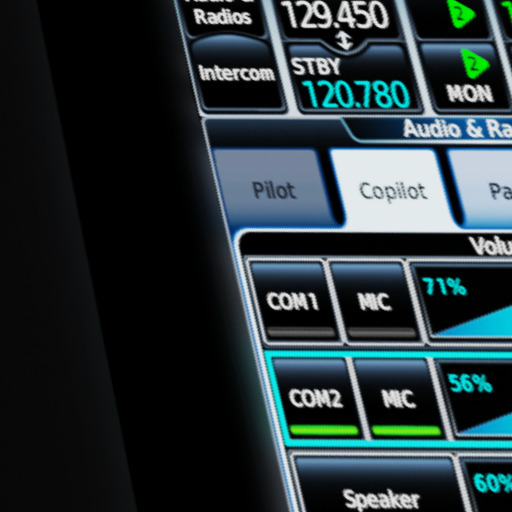 Radios
129.450
2
Intercom
STBY
120.780
2
MON
Audio & Ra
Pilot
Copilot
Pa
Volu
COM1
MIC
71%
COM2
MIC
56%
Speaker
60%